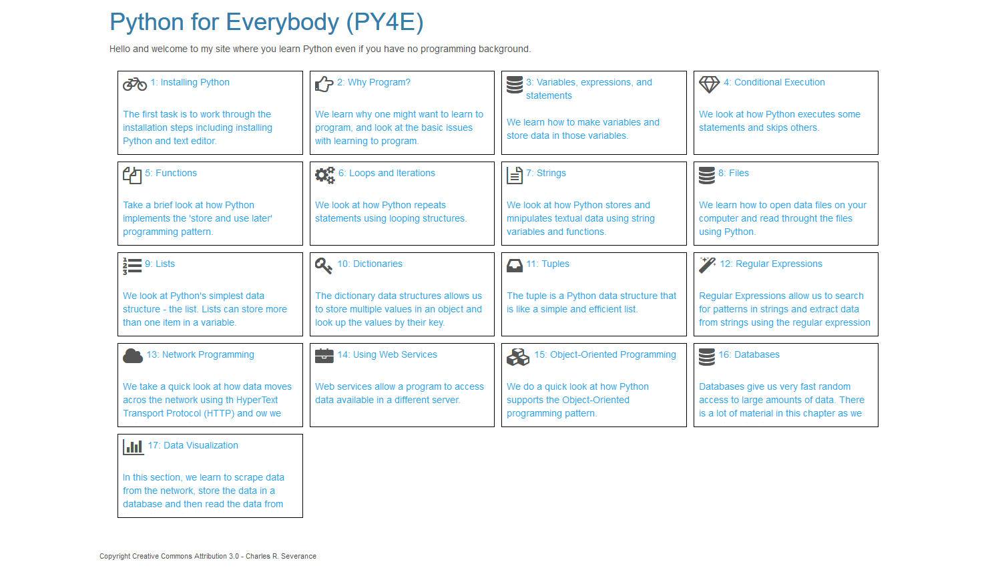 Python for Everybody (PY4E)
Hello and welcome to my site where you learn Python even if you have no programming background.
1: Installing Python
The first task is to work through the
installation steps including installing
Python and text editor.
2: Why Program?
We learn why one might want to learn to
program, and look at the basic issues
with learning to program.
3: Variables, expressions, and
statements
We learn how to make variables and
store data in those variables.
4: Conditional Execution
We look at how Python executes some
statements and skips others.
5: Functions
Take a brief look at how Python
implements the 'store and use later'
programming pattern.
6: Loops and Iterations
We look at how Python repeats
statements using looping structures.
7: Strings
We look at how Python stores and
mnipulates textual data using string
variables and functions.
8: Files
We learn how to open data files on your
computer and read throught the files
using Python.
1
2
3
9: Lists
We look at Python's simplest data
structure - the list. Lists can store more
than one item in a variable.
10: Dictionaries
The dictionary data structures allows us
to store multiple values in an object and
look up the values by their key.
11: Tuples
The tuple is a Python data structure that
is like a simple and efficient list.
12: Regular Expressions
Regular Expressions allow us to search
for patterns in strings and extract data
from strings using the regular expression
13: Network Programming
We take a quick look at how data moves
acros the network using th HyperText
Transport Protocol (HTTP) and ow we
14: Using Web Services
Web services allow a program to access
data available in a different server.
15: Object-Oriented Programming
We do a quick look at how Python
supports the Object-Oriented
programming pattern.
16: Databases
Databases give us very fast random
access to large amounts of data. There
is a lot of material in this chapter as we
17: Data Visualization
In this section, we learn to scrape data
from the network, store the data in a
database and then read the data from
Copyright Creative Commons Attribution 3.0 - Charles R. Severance